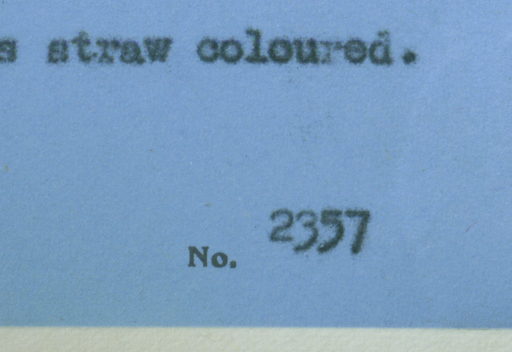 s straw coloured.
No. 2357